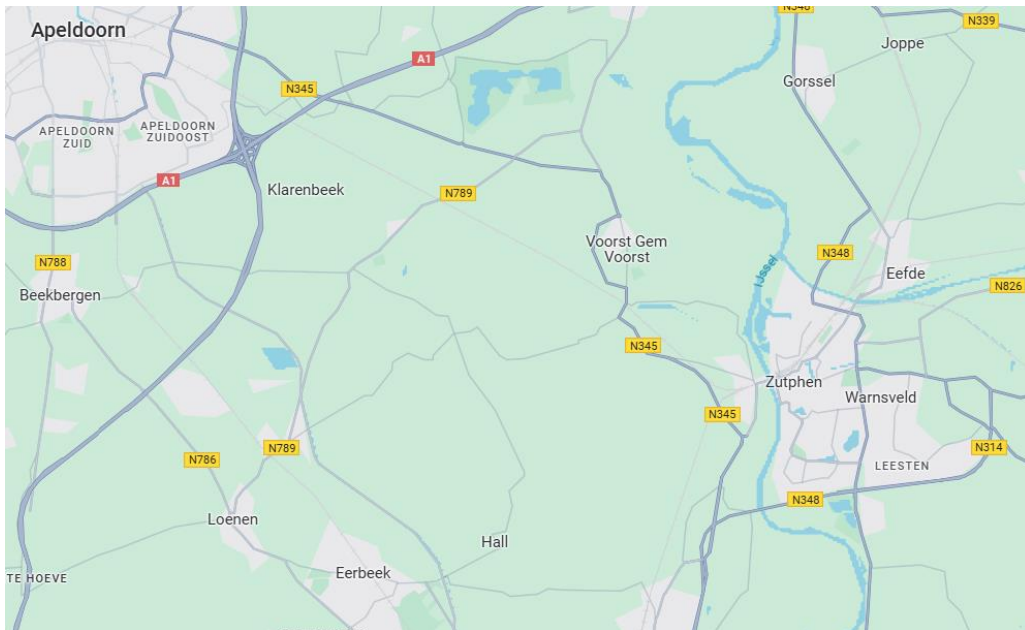 N348
N339
Apeldoorn
Joppe
A1
Gorssel
N345
APELDOORN
ZUID
APELDOORN
ZUIDOOST
A1
Klarenbeek
N789
Voorst Gem
Voorst
N348
N788
IJssel
Eefde
Beekbergen
N826
N345
Zutphen
Warnsveld
N345
N789
N786
N314
LEESTEN
N348
Loenen
Hall
Eerbeek
TE HOEVE